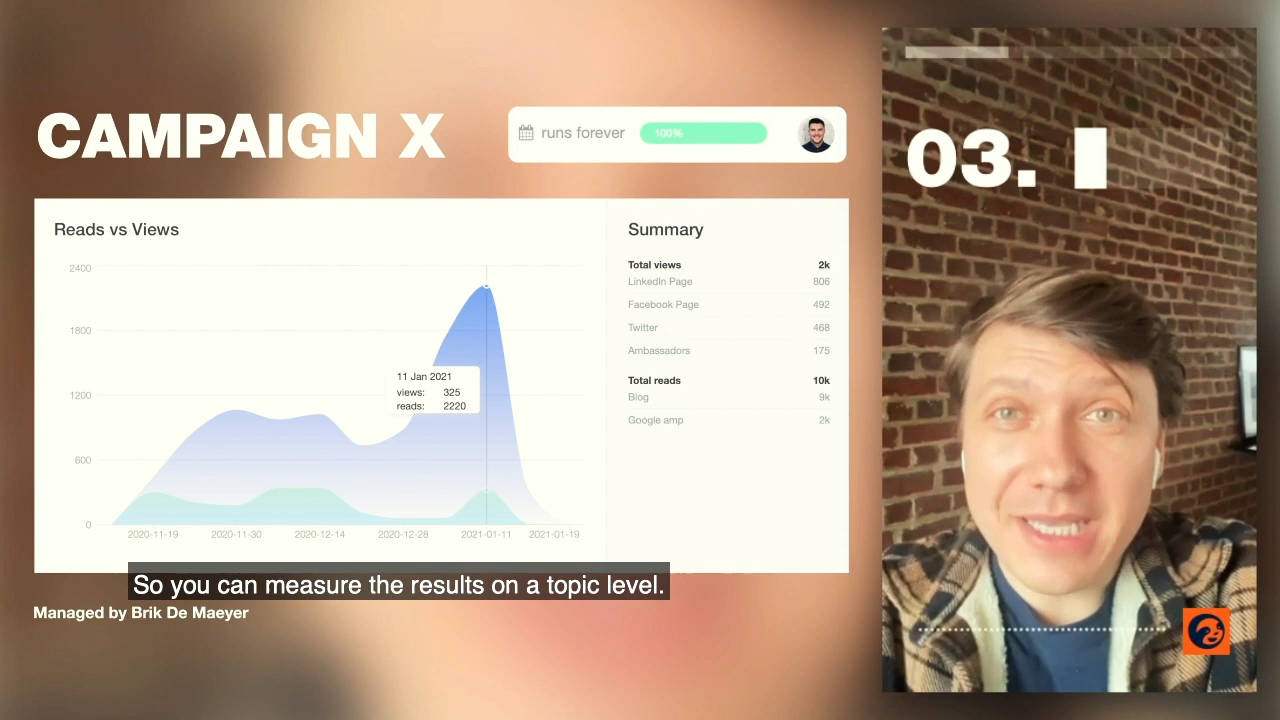 CAMPAIGN X
runs forever
100%
03.
Reads vs Views
2400
1800
1200
600
0
11 Jan 2021
views: 325
reads: 2220
2020-11-19 2020-11-30 2020-12-14 2020-12-28 2021-01-11 2021-01-19
Summary
Total views 2k
LinkedIn Page 806
Facebook Page 492
Twitter 468
Ambassadors 175
Total reads 10k
Blog 9k
Google amp 2k
So you can measure the results on a topic level.
Managed by Brik De Maeyer